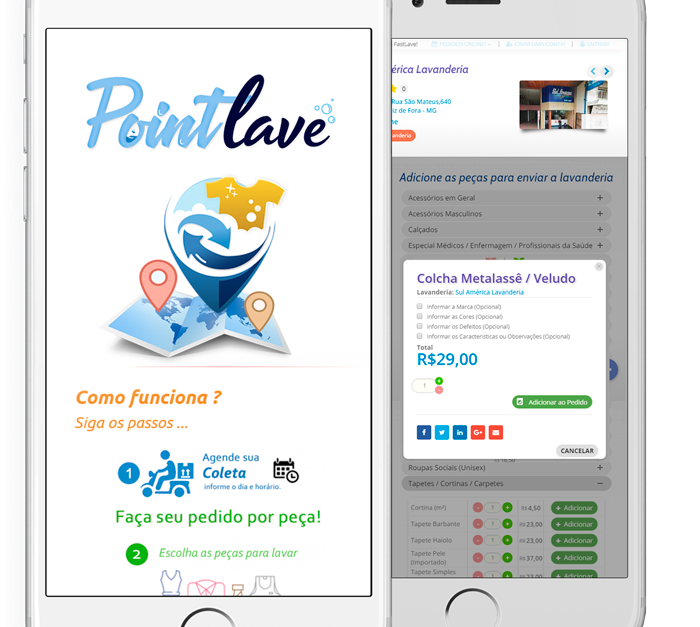 Pointlave
Como funciona ?
Siga os passos ...
1
Agende sua
Coleta
informe o dia e horário.
Faça seu pedido por peça!
2
Escolha as peças para lavar
FastLave!
PEDIDOS ONLINE
CRIAR UMA CONTA
ENTRAR
érica Lavanderia
0
Rua São Mateus,640
iz de Fora - MG
ne
anderia
Adicione as peças para enviar a lavanderia
Acessórios em Geral +
Acessórios Masculinos +
Calçados +
Especial Médicos / Enfermagem / Profissionais da Saúde +
Colcha Metalassê / Veludo
Lavanderia: Sul América Lavanderia
Informar a Marca (Opcional)
Informar as Cores (Opcional)
Informar os Defeitos (Opcional)
Informar os Características ou Observações (Opcional)
Total
R$29,00
1
Adicionar ao Pedido
CANCELAR
Roupas Sociais (Unisex) +
Tapetes / Cortinas / Carpetes −
Cortina (m²) - 1 + R$ 4,50 + Adicionar
Tapete Barbante - 1 + R$ 23,00 + Adicionar
Tapete Hatolo - 1 + R$ 23,00 + Adicionar
Tapete Pele (Importado) - 1 + R$ 37,00 + Adicionar
Tapete Simples - 1 + R$ 23,00 + Adicionar